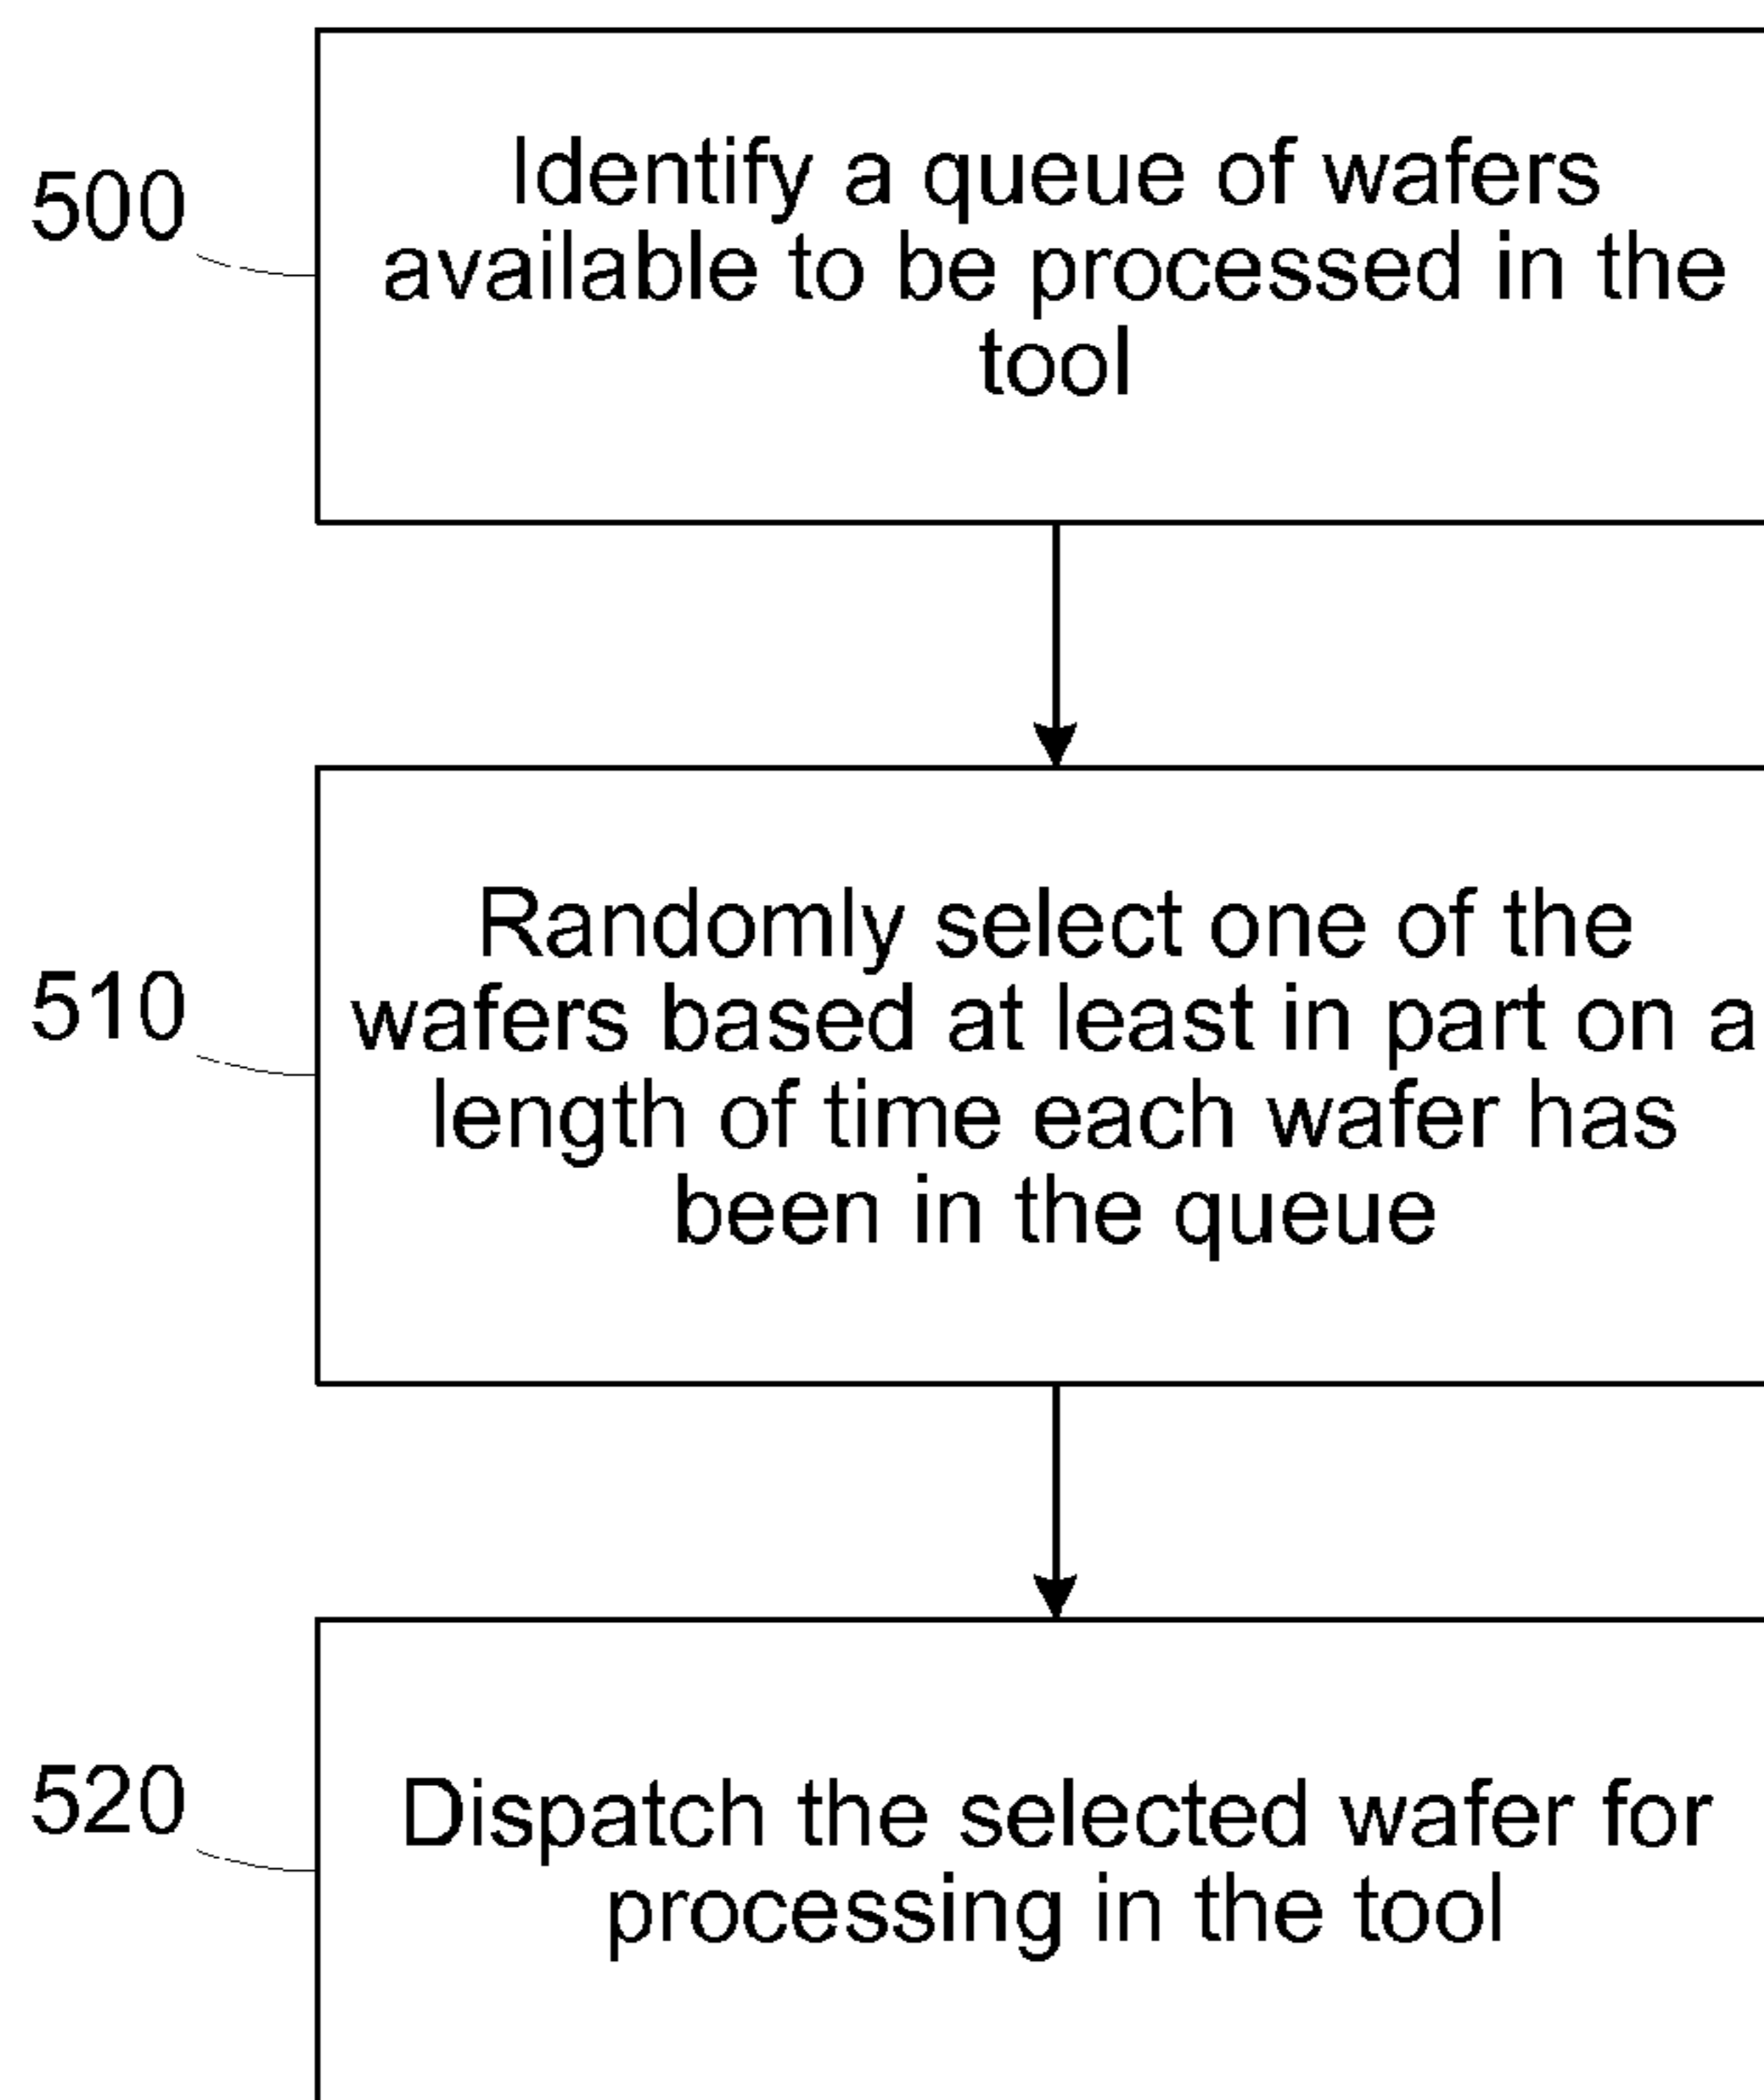 500
Identify a queue of wafers
available to be processed in the
tool
510
Randomly select one of the
wafers based at least in part on a
length of time each wafer has
been in the queue
520
Dispatch the selected wafer for
processing in the tool